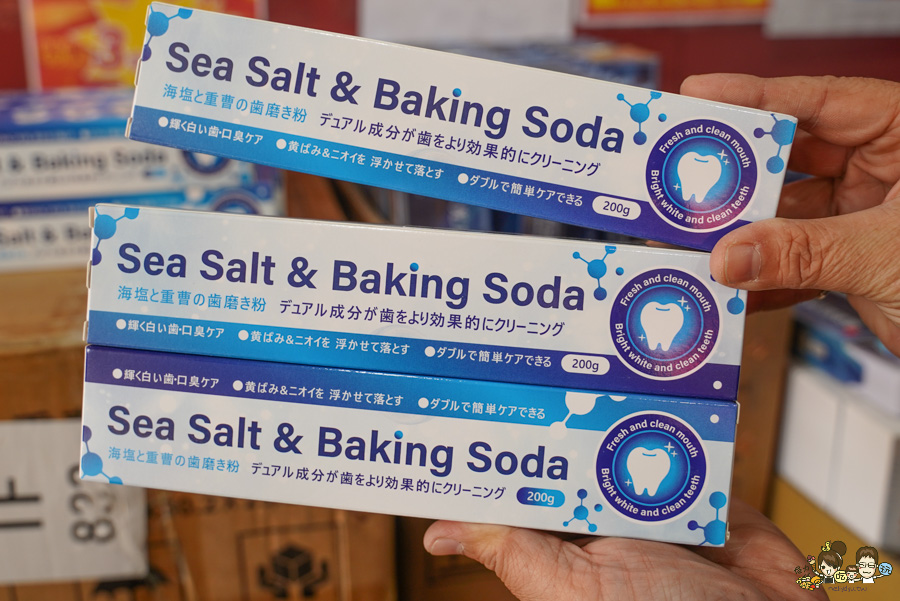 Sea Salt & Baking Soda
海塩と重曹の歯磨き粉 デュアル成分が歯をより効果的にクリーニング
●輝く白い歯・口臭ケア ●黄ばみ&ニオイを 浮かせて落とす ●ダブルで簡単ケアできる 200g
Fresh and clean mouth
Bright white and clean teeth
lt & Baking Soda
Sea Salt & Baking Soda
海塩と重曹の歯磨き粉 デュアル成分が歯をより効果的にクリーニング
●輝く白い歯・口臭ケア ●黄ばみ&ニオイを 浮かせて落とす ●ダブルで簡単ケアできる 200g
Fresh and clean mouth
Bright white and clean teeth
●輝く白い歯・口臭ケア ●黄ばみ&ニオイを 浮かせて落とす ●ダブルで簡単ケアできる
Sea Salt & Baking Soda
海塩と重曹の歯磨き粉 デュアル成分が歯をより効果的にクリーニング 200g
Fresh and clean mouth
Bright white and clean teeth